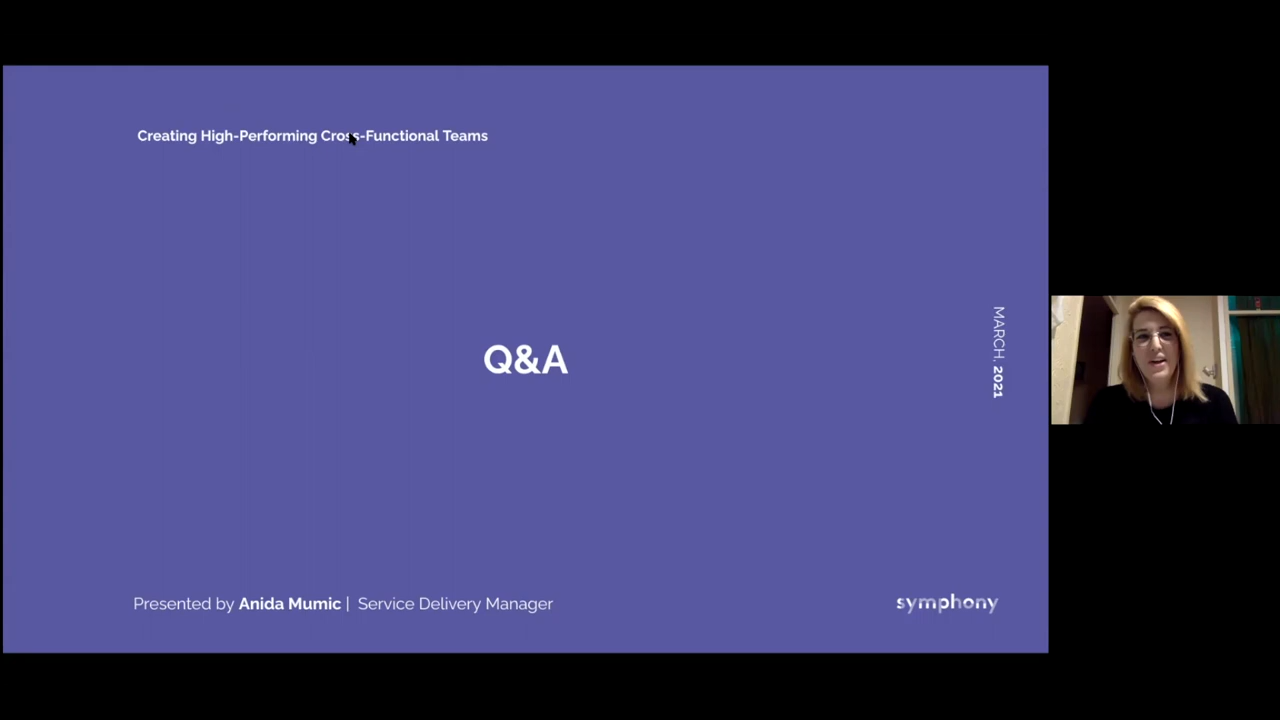 Creating High-Performing Cross-Functional Teams
Q&A
MARCH, 2021
Presented by Anida Mumic | Service Delivery Manager
symphony